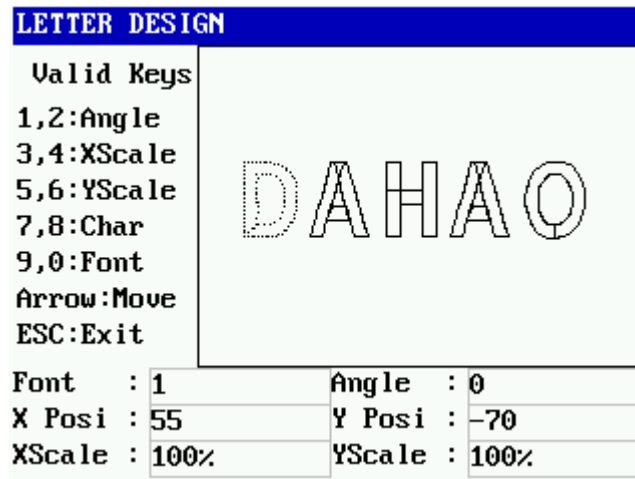 LETTER DESIGN
Valid Keys
1,2:Angle
3,4:XScale
5,6:YScale
7,8:Char
9,0:Font
Arrow:Move
ESC:Exit
DAHAO
Font : 1 Angle : 0
X Posi : 55 Y Posi : -70
XScale : 100% YScale : 100%